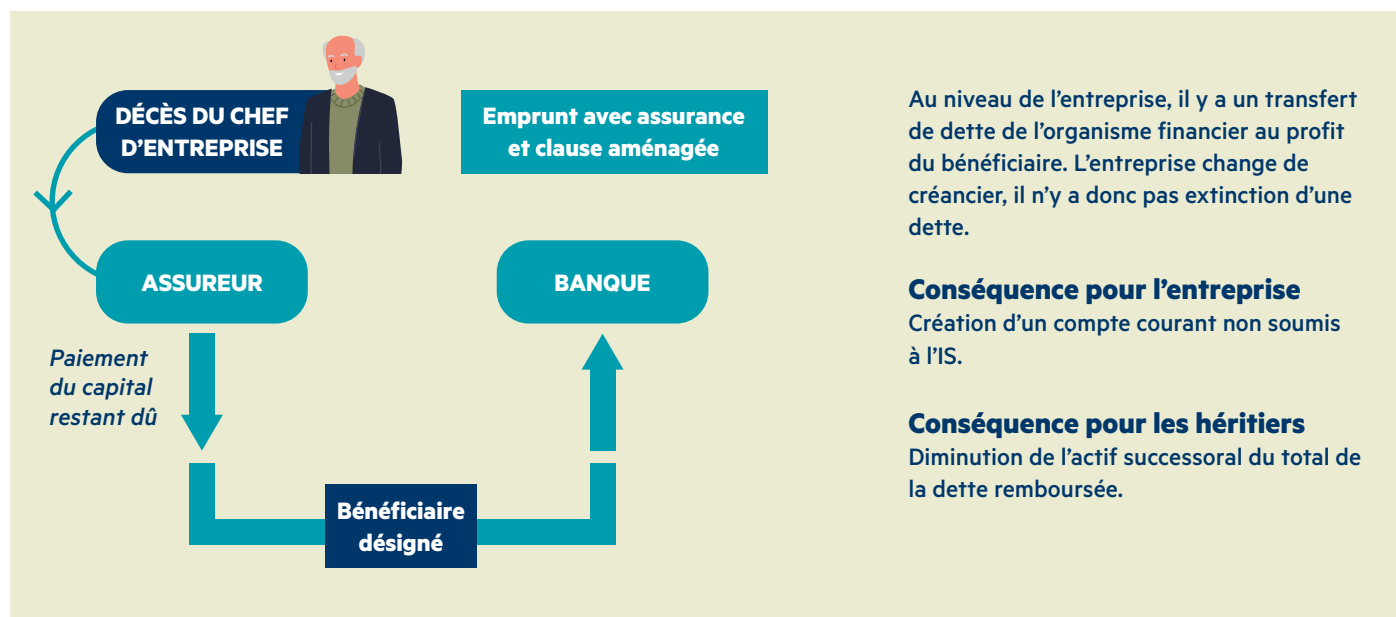 DÉCÈS DU CHEF
D’ENTREPRISE
Emprunt avec assurance
et clause aménagée
ASSUREUR
BANQUE
Paiement
du capital
restant dû
Bénéficiaire
désigné
Au niveau de l’entreprise, il y a un transfert
de dette de l’organisme financier au profit
du bénéficiaire. L’entreprise change de
créancier, il n’y a donc pas extinction d’une
dette.
Conséquence pour l’entreprise
Création d’un compte courant non soumis
à l’IS.
Conséquence pour les héritiers
Diminution de l’actif successoral du total de
la dette remboursée.